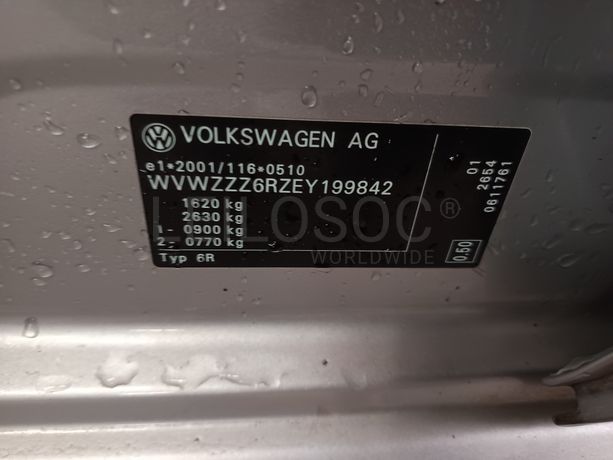 VOLKSWAGEN AG
e1*2001/116*0510
WVWZZZ6RZEY199842
1620 kg
2630 kg
1 - 0900 kg
2 - 0770 kg
Typ 6R
01
2654
0611761
0.50
LELOSOC®
WORLDWIDE